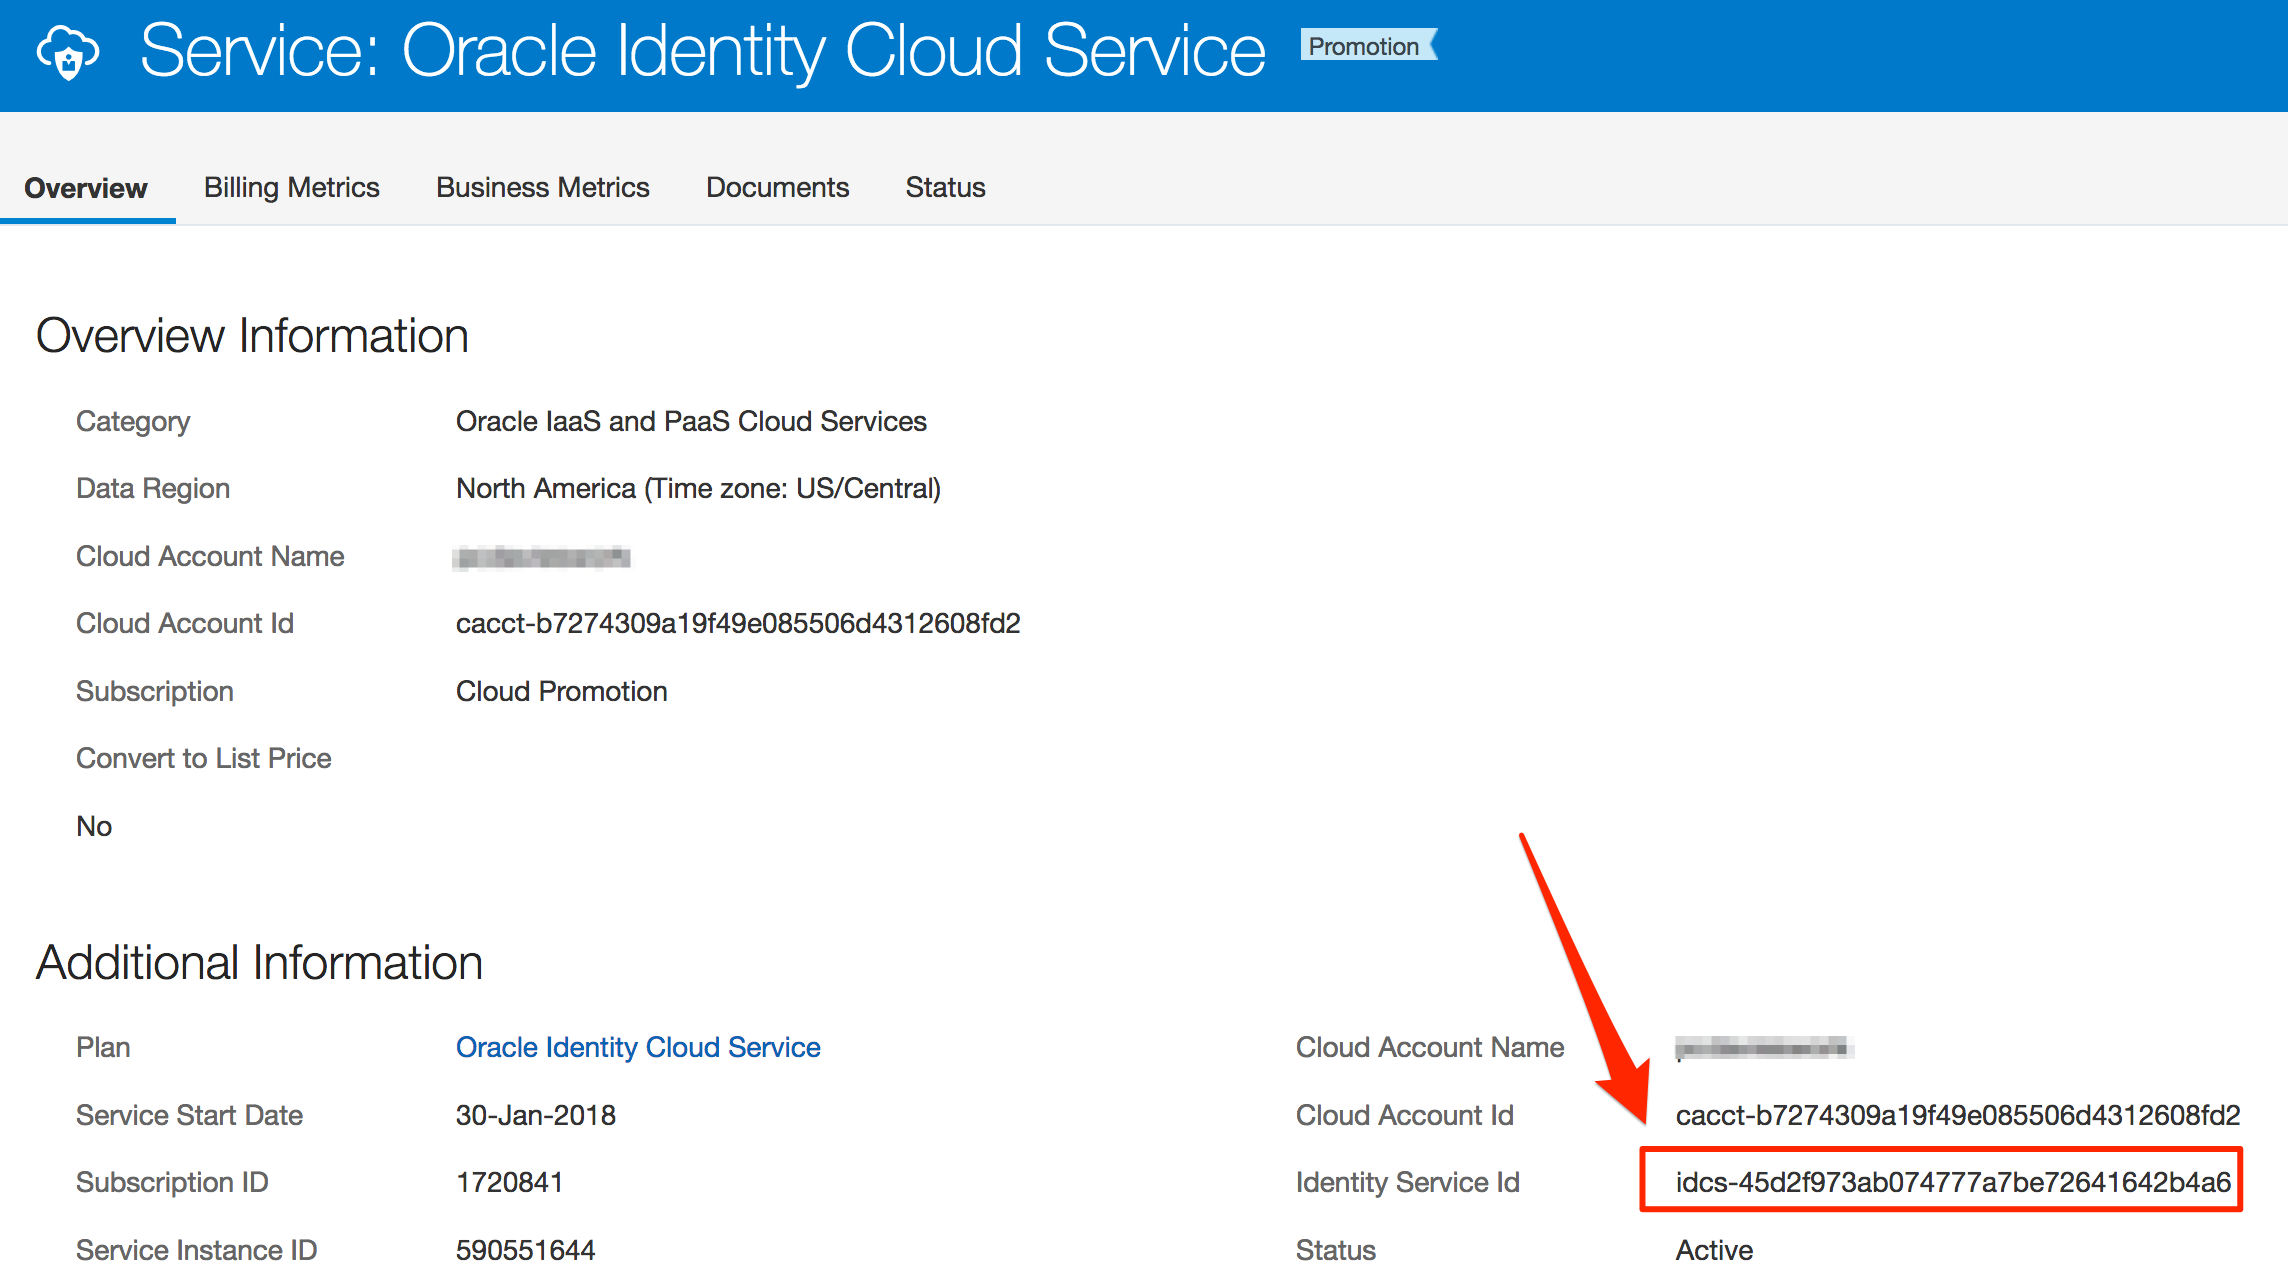 Service: Oracle Identity Cloud Service Promotion
Overview Billing Metrics Business Metrics Documents Status
Overview Information
Category Oracle IaaS and PaaS Cloud Services
Data Region North America (Time zone: US/Central)
Cloud Account Name
Cloud Account Id cacct-b7274309a19f49e085506d4312608fd2
Subscription Cloud Promotion
Convert to List Price
No
Additional Information
Plan Oracle Identity Cloud Service Cloud Account Name
Service Start Date 30-Jan-2018 Cloud Account Id cacct-b7274309a19f49e085506d4312608fd2
Subscription ID 1720841 Identity Service Id idcs-45d2f973ab074777a7be72641642b4a6
Service Instance ID 590551644 Status Active